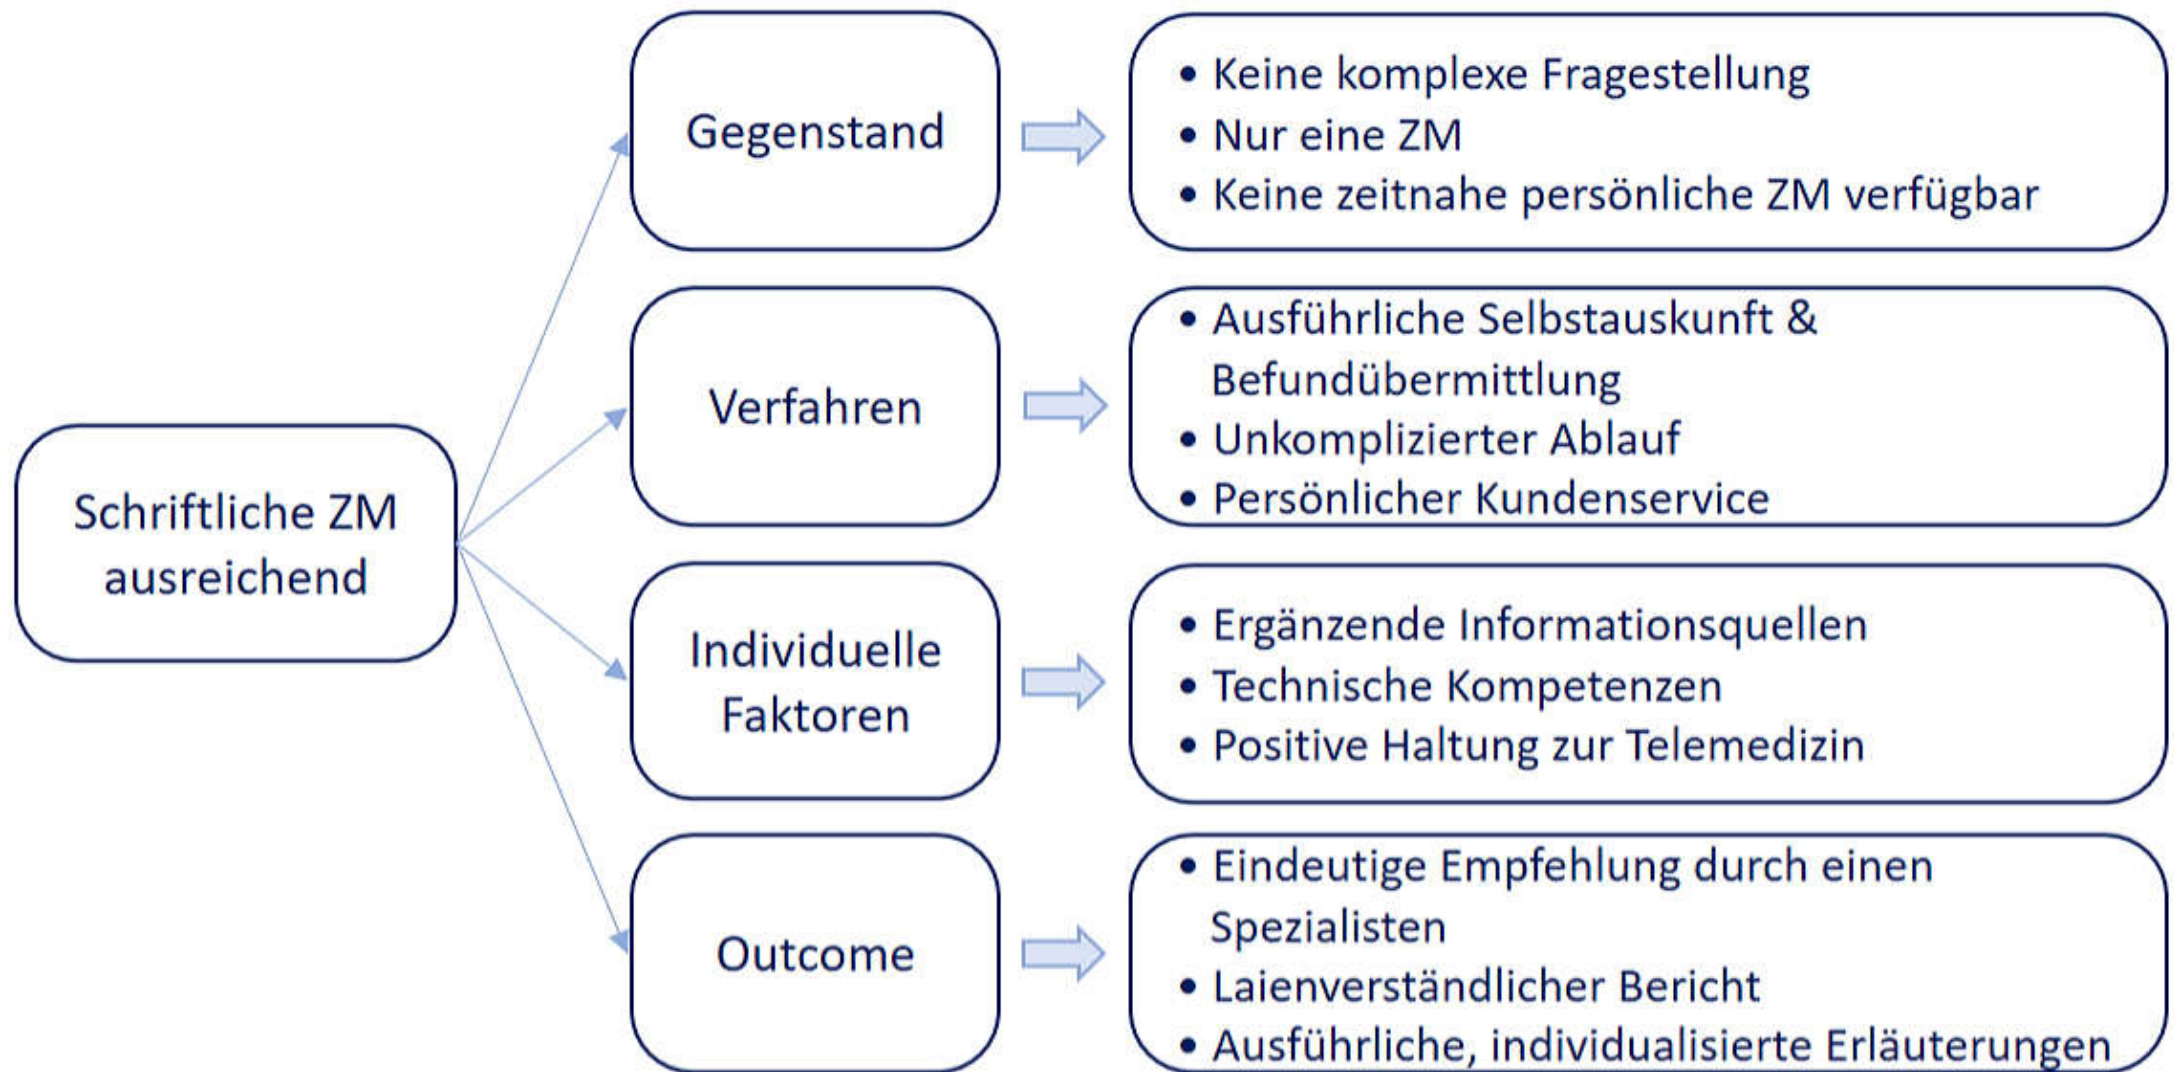 Schriftliche ZM
ausreichend
Gegenstand
• Keine komplexe Fragestellung
• Nur eine ZM
• Keine zeitnahe persönliche ZM verfügbar
Verfahren
• Ausführliche Selbstauskunft &
Befundübermittlung
• Unkomplizierter Ablauf
• Persönlicher Kundenservice
Individuelle
Faktoren
• Ergänzende Informationsquellen
• Technische Kompetenzen
• Positive Haltung zur Telemedizin
Outcome
• Eindeutige Empfehlung durch einen
Spezialisten
• Laienverständlicher Bericht
• Ausführliche, individualisierte Erläuterungen